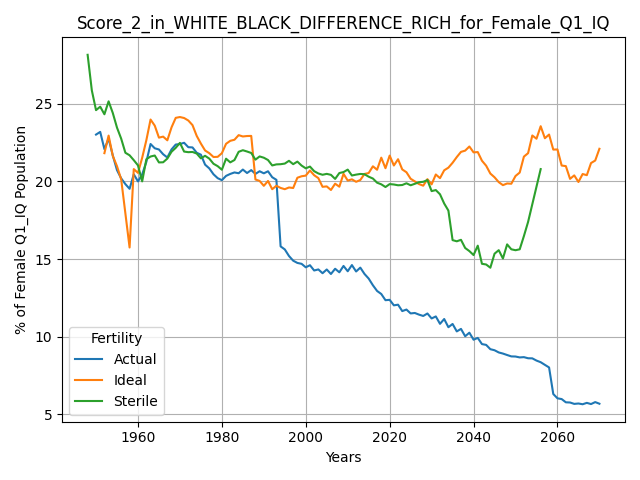 Score_2_in_WHITE_BLACK_DIFFERENCE_RICH_for_Female_Q1_IQ
% of Female Q1_IQ Population
25
20
15
10
5
Fertility
Actual
Ideal
Sterile
1960 1980 2000 2020 2040 2060
Years